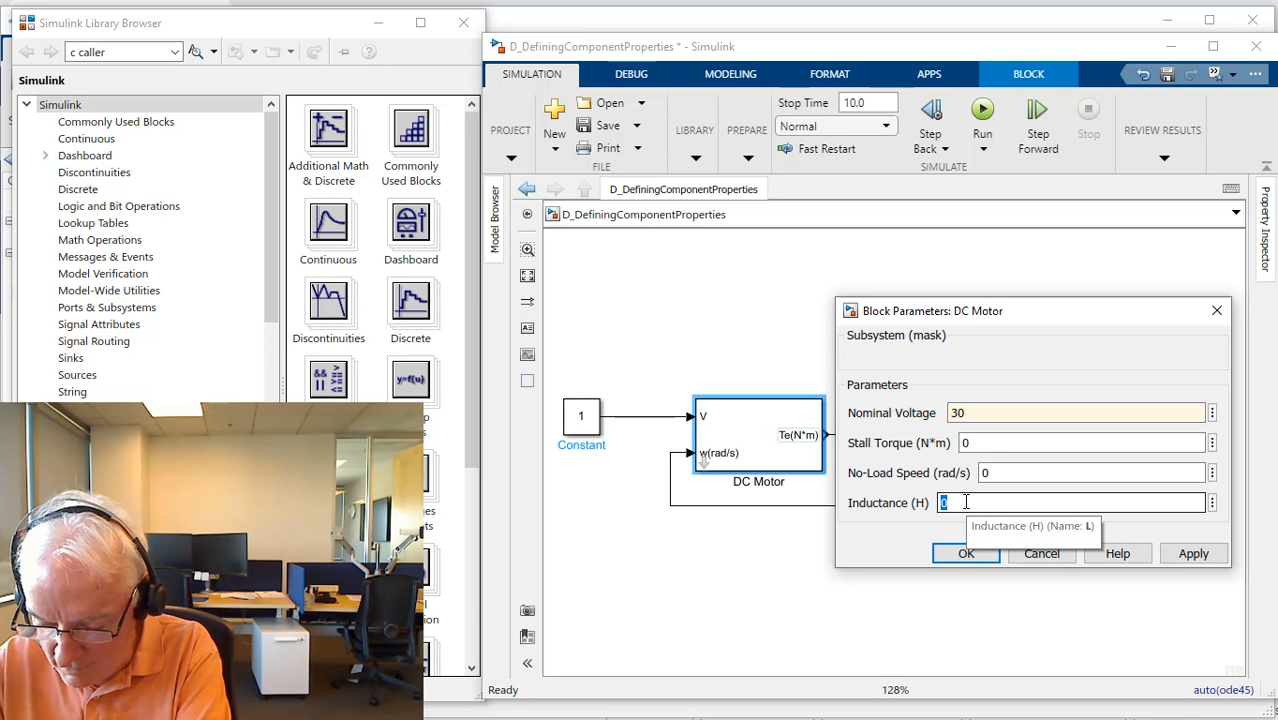 Simulink Library Browser
c caller
Simulink
Simulink
Commonly Used Blocks
Continuous
Dashboard
Discontinuities
Discrete
Logic and Bit Operations
Lookup Tables
Math Operations
Messages & Events
Model Verification
Model-Wide Utilities
Ports & Subsystems
Signal Attributes
Signal Routing
Sinks
Sources
String
Additional Math
& Discrete
Commonly
Used Blocks
Continuous
Dashboard
Discontinuities
Discrete
y=f(u)
D_DefiningComponentProperties * - Simulink
SIMULATION
DEBUG
MODELING
FORMAT
APPS
BLOCK
PROJECT
New
Open
Save
Print
FILE
LIBRARY
PREPARE
Stop Time 10.0
Normal
Fast Restart
Step
Back
Run
Step
Forward
Stop
SIMULATE
REVIEW RESULTS
Model Browser
D_DefiningComponentProperties
D_DefiningComponentProperties
Property Inspector
1
Constant
V
Te(N*m)
w(rad/s)
DC Motor
Block Parameters: DC Motor
Subsystem (mask)
Parameters
Nominal Voltage 30
Stall Torque (N*m) 0
No-Load Speed (rad/s) 0
Inductance (H) 0
Inductance (H) (Name: L)
OK
Cancel
Help
Apply
Ready
128%
auto(ode45)